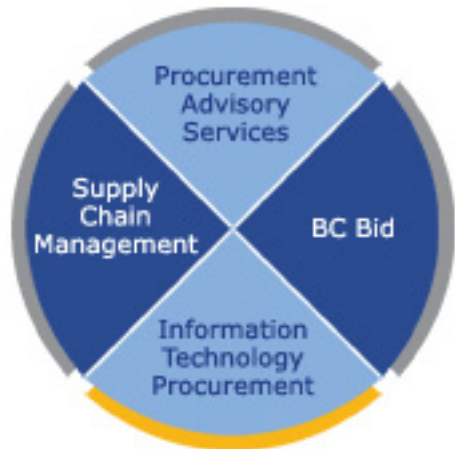 Procurement
Advisory
Services
Supply
Chain
Management
BC Bid
Information
Technology
Procurement